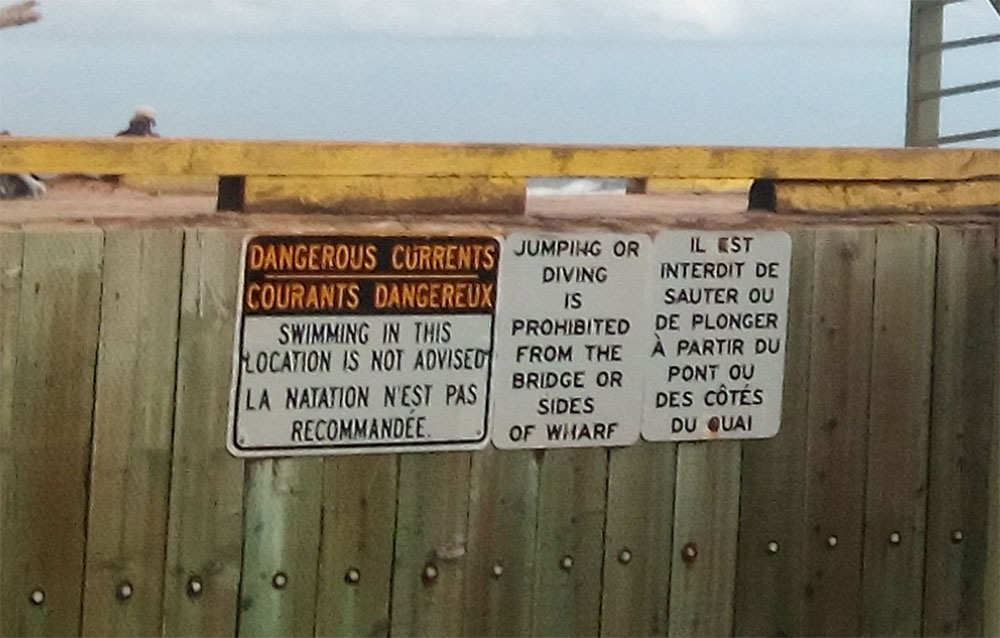 DANGEROUS CURRENTS
COURANTS DANGEREUX
SWIMMING IN THIS
LOCATION IS NOT ADVISED
LA NATATION N'EST PAS
RECOMMANDÉE.
JUMPING OR
DIVING
IS
PROHIBITED
FROM THE
BRIDGE OR
SIDES
OF WHARF
IL EST
INTERDIT DE
SAUTER OU
DE PLONGER
À PARTIR DU
PONT OU
DES CÔTÉS
DU QUAI